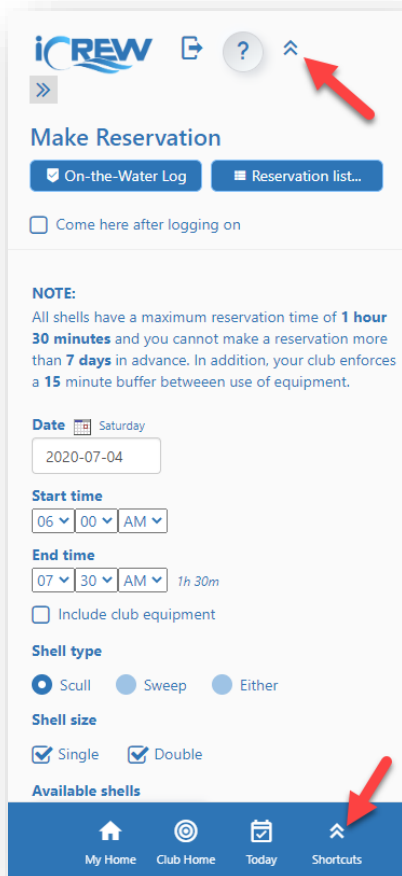 iCREW ?
Make Reservation
On-the-Water Log Reservation list...
Come here after logging on
NOTE:
All shells have a maximum reservation time of 1 hour
30 minutes and you cannot make a reservation more
than 7 days in advance. In addition, your club enforces
a 15 minute buffer betweeen use of equipment.
Date Saturday
2020-07-04
Start time
06 00 AM
End time
07 30 AM 1h 30m
Include club equipment
Shell type
Scull Sweep Either
Shell size
Single Double
Available shells
My Home Club Home Today Shortcuts